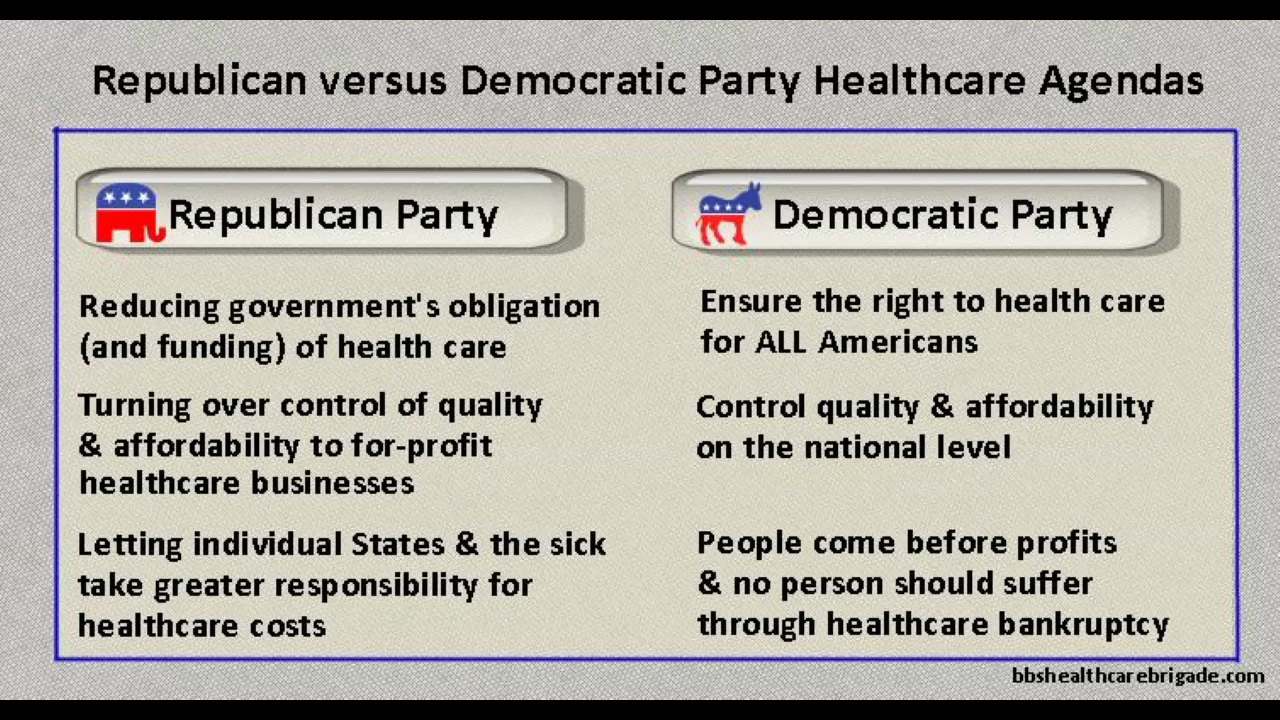 Republican versus Democratic Party Healthcare Agendas
Republican Party
Reducing government's obligation
(and funding) of health care
Turning over control of quality
& affordability to for-profit
healthcare businesses
Letting individual States & the sick
take greater responsibility for
healthcare costs
Democratic Party
Ensure the right to health care
for ALL Americans
Control quality & affordability
on the national level
People come before profits
& no person should suffer
through healthcare bankruptcy
bbshealthcarebrigade.com